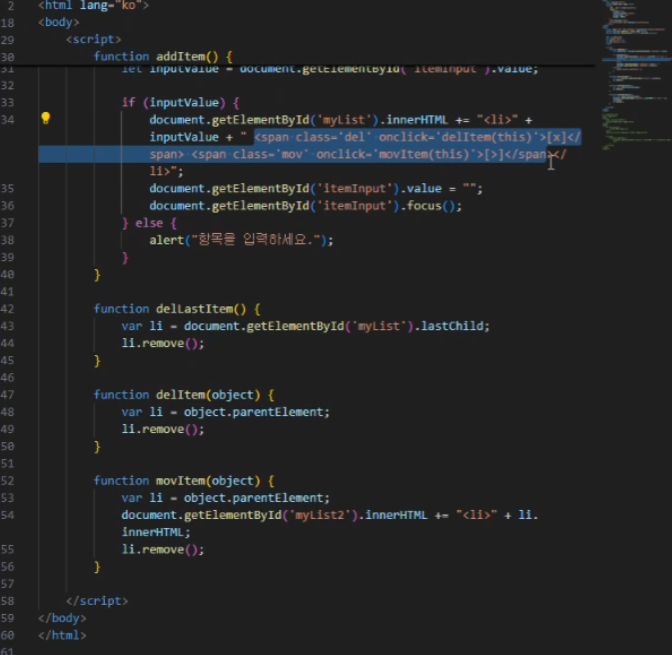 2 <html lang="ko">
18 <body>
29 <script>
30 function addItem() {
31 let inputValue = document.getElementById('itemInput').value;
32
33 if (inputValue) {
34 document.getElementById('myList').innerHTML += "<li>" +
inputValue + " <span class='del' onclick='delItem(this)'>[x]</
span> <span class='mov' onclick='movItem(this)'>[>]</span></
li>";
35 document.getElementById('itemInput').value = "";
36 document.getElementById('itemInput').focus();
37 } else {
38 alert("항목을 입력하세요.");
39 }
40 }
41
42 function delLastItem() {
43 var li = document.getElementById('myList').lastChild;
44 li.remove();
45 }
46
47 function delItem(object) {
48 var li = object.parentElement;
49 li.remove();
50 }
51
52 function movItem(object) {
53 var li = object.parentElement;
54 document.getElementById('myList2').innerHTML += "<li>" + li.
innerHTML;
55 li.remove();
56 }
57
58 </script>
59 </body>
60 </html>
61